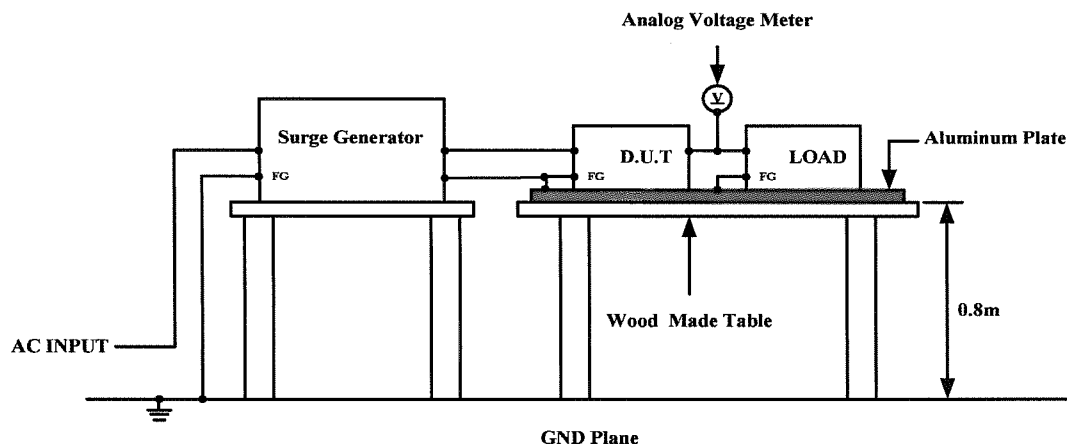 Analog Voltage Meter
V
Surge Generator
D.U.T
LOAD
Aluminum Plate
FG
FG
FG
0.8m
Wood Made Table
AC INPUT
GND Plane